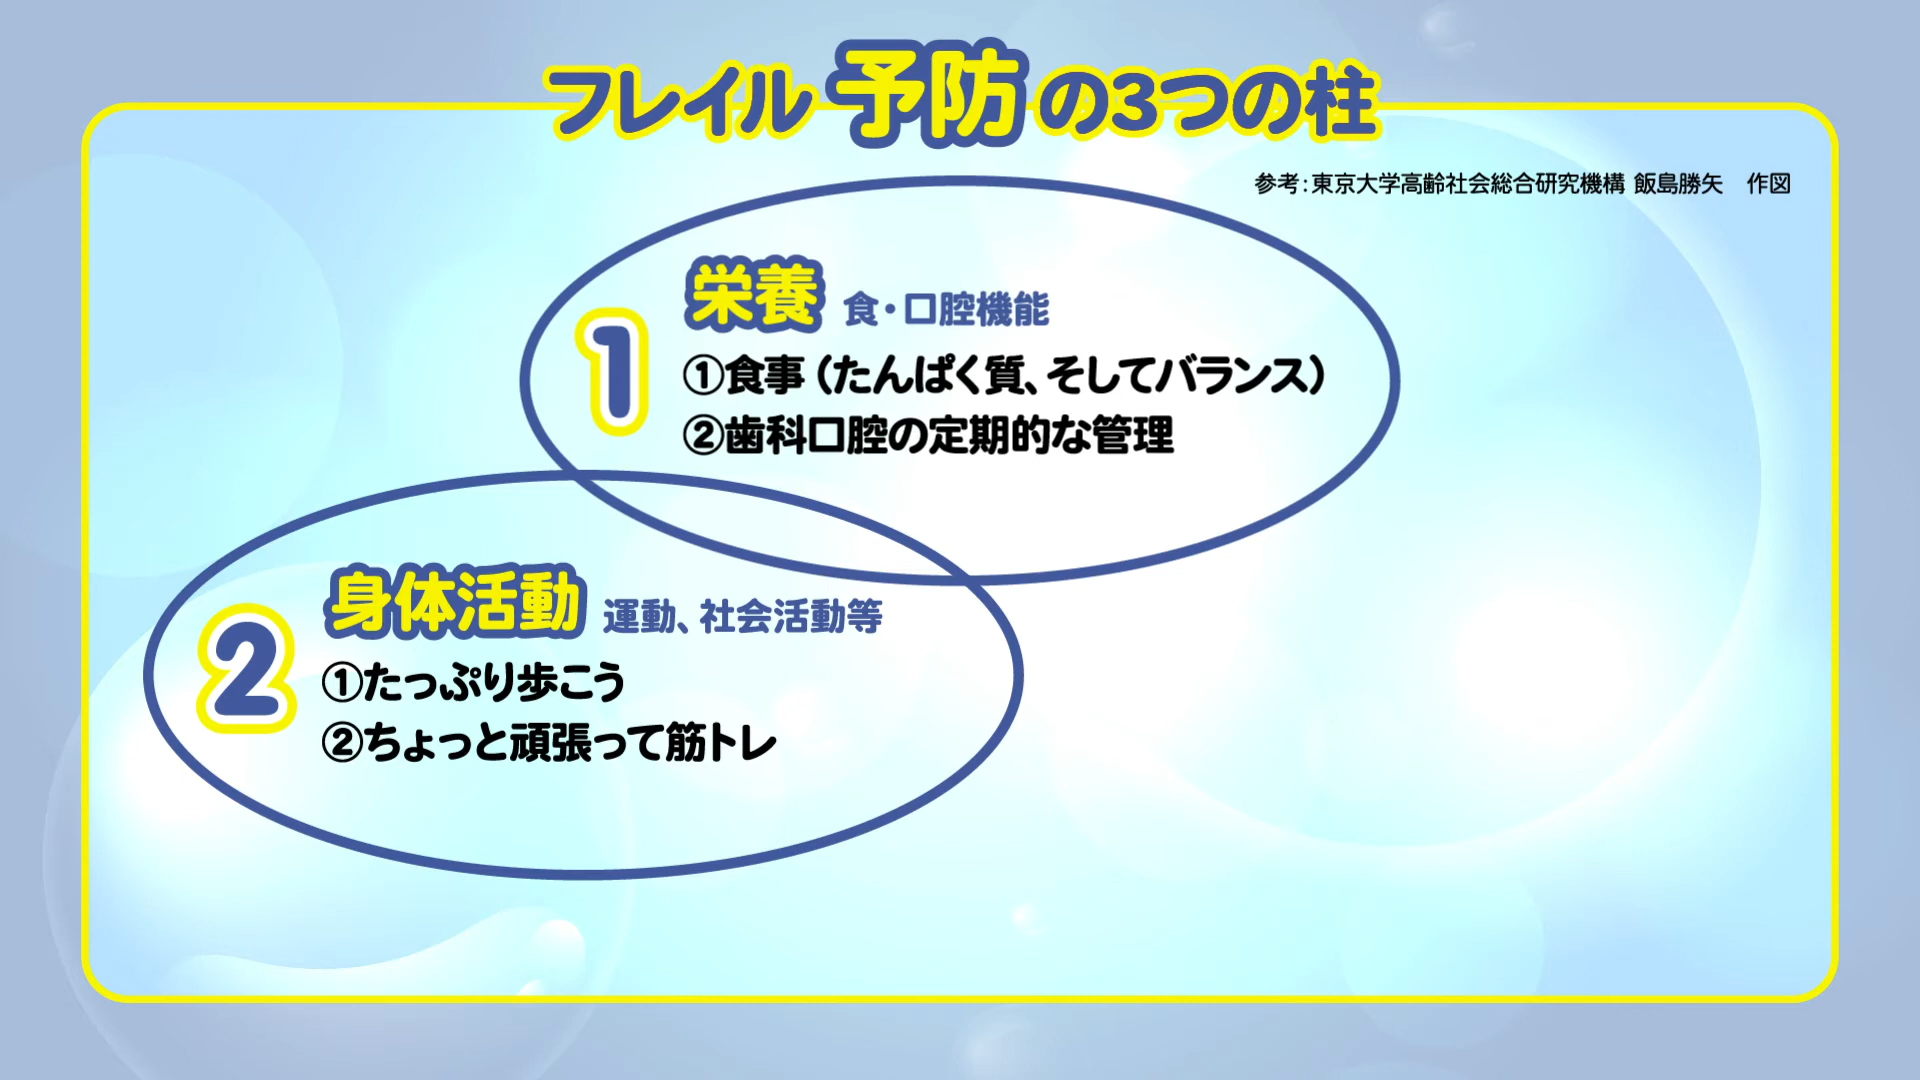 フレイル予防の3つの柱
参考:東京大学高齢社会総合研究機構 飯島勝矢　作図
1
栄養 食・口腔機能
①食事（たんぱく質、そしてバランス）
②歯科口腔の定期的な管理
2
身体活動 運動、社会活動等
①たっぷり歩こう
②ちょっと頑張って筋トレ